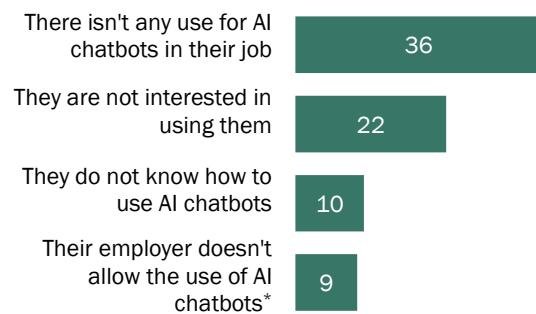 There isn't any use for AI
chatbots in their job
36
They are not interested in
using them
22
They do not know how to
use AI chatbots
10
Their employer doesn't
allow the use of AI
chatbots*
9